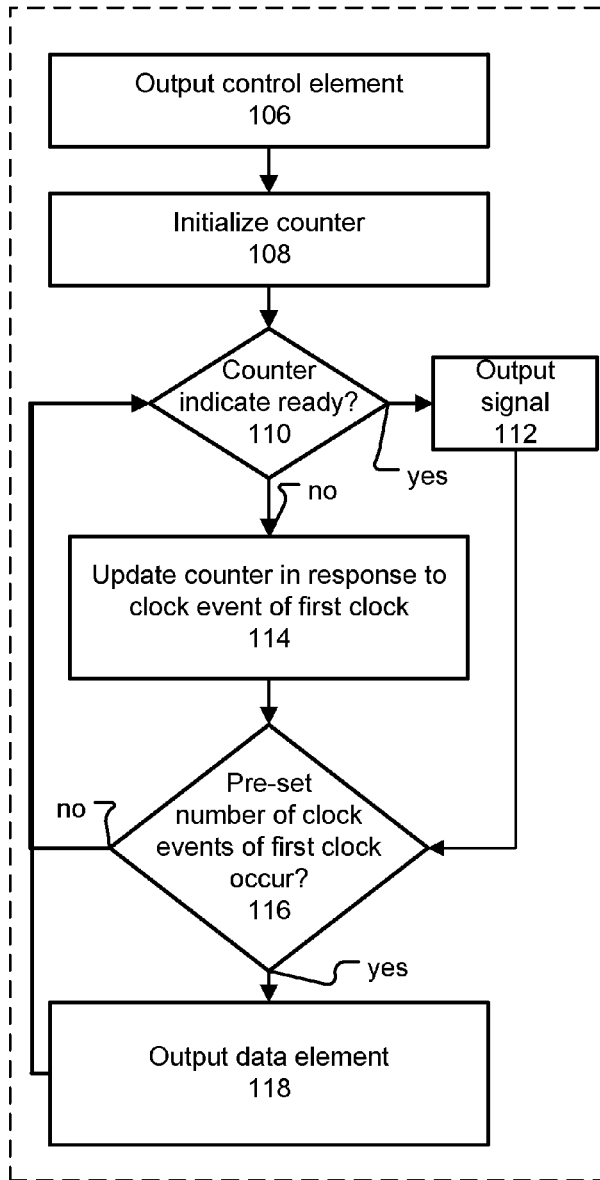 Output control element
106
Initialize counter
108
Counter
indicate ready?
110
yes
Output
signal
112
no
Update counter in response to
clock event of first clock
114
Pre-set
number of clock
events of first clock
occur?
116
no
yes
Output data element
118